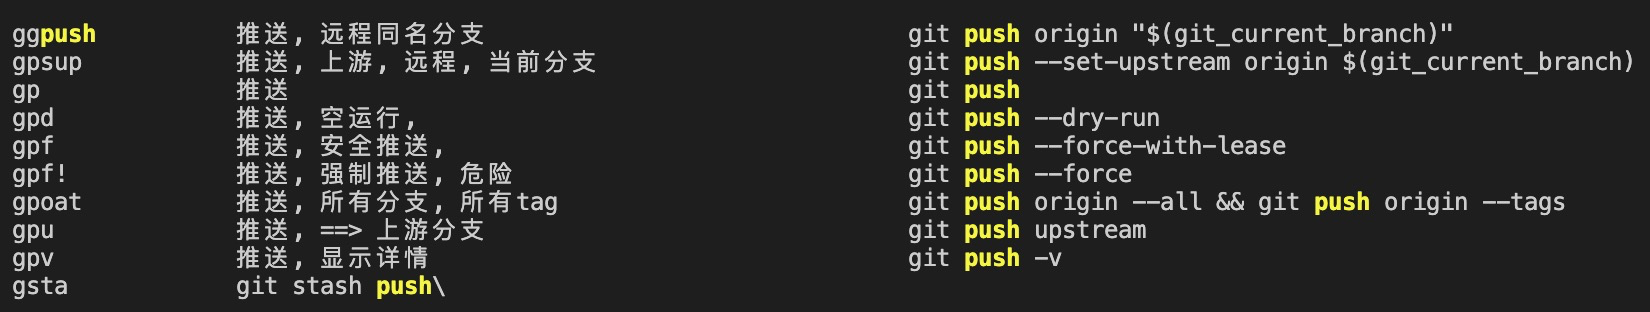 ggpush 推送, 远程同名分支 git push origin "$(git_current_branch)"
gpsup 推送, 上游, 远程, 当前分支 git push --set-upstream origin $(git_current_branch)
gp 推送 git push
gpd 推送, 空运行, git push --dry-run
gpf 推送, 安全推送, git push --force-with-lease
gpf! 推送, 强制推送, 危险 git push --force
gpoat 推送, 所有分支, 所有tag git push origin --all && git push origin --tags
gpu 推送, ==> 上游分支 git push upstream
gpv 推送, 显示详情 git push -v
gsta git stash push\